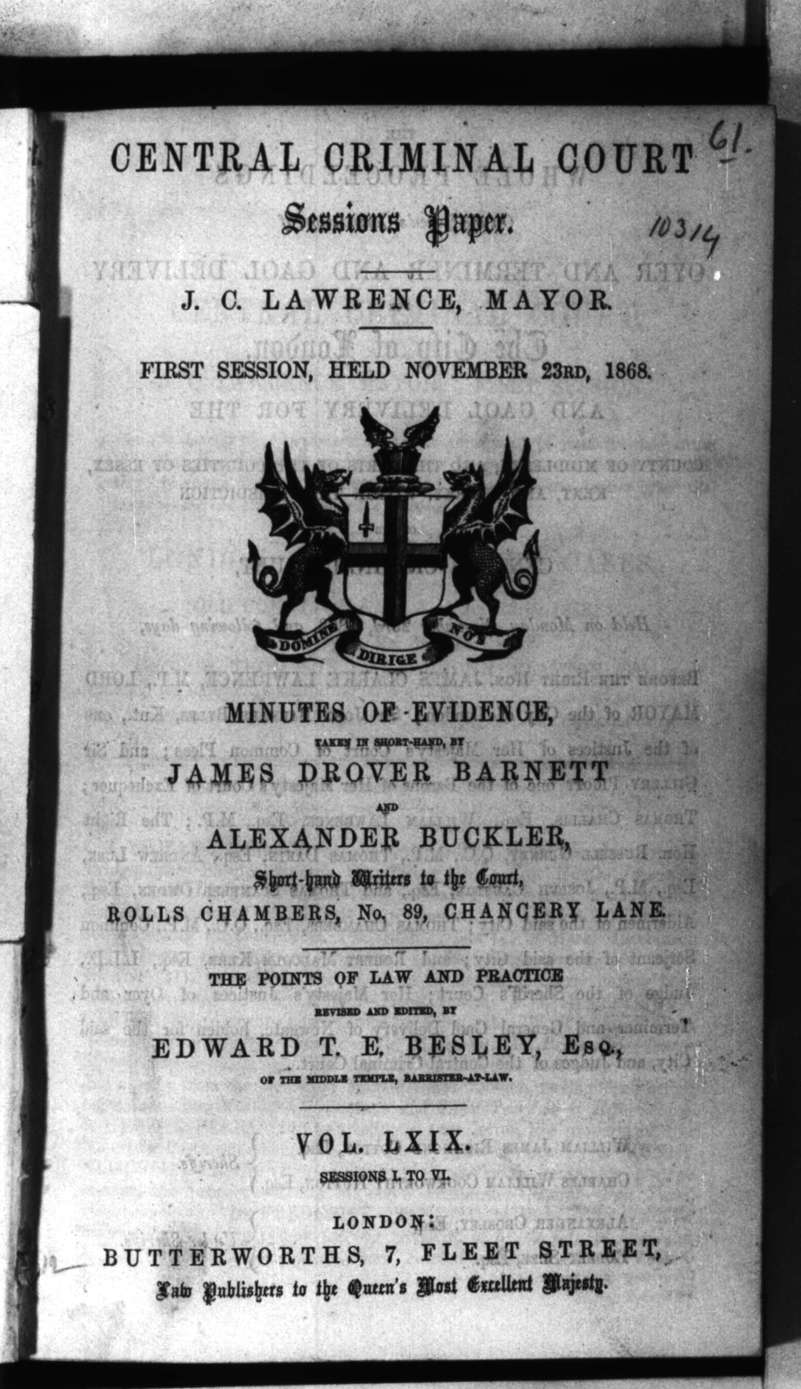 CENTRAL CRIMINAL COURT
61.
Sessions Paper.
10314
J. C. LAWRENCE, MAYOR.
FIRST SESSION, HELD NOVEMBER 23RD, 1868.
DOMINE DIRIGE NOS
MINUTES OF EVIDENCE,
TAKEN IN SHORT-HAND, BY
JAMES DROVER BARNETT
AND
ALEXANDER BUCKLER,
Short-hand Writers to the Court,
ROLLS CHAMBERS, No. 89, CHANCERY LANE.
THE POINTS OF LAW AND PRACTICE
REVISED AND EDITED, BY
EDWARD T. E. BESLEY, ESQ.,
OF THE MIDDLE TEMPLE, BARRISTER-AT-LAW.
VOL. LXIX.
SESSIONS I. TO VI.
LONDON:
BUTTERWORTHS, 7, FLEET STREET,
Law Publishers to the Queen's Most Excellent Majesty.